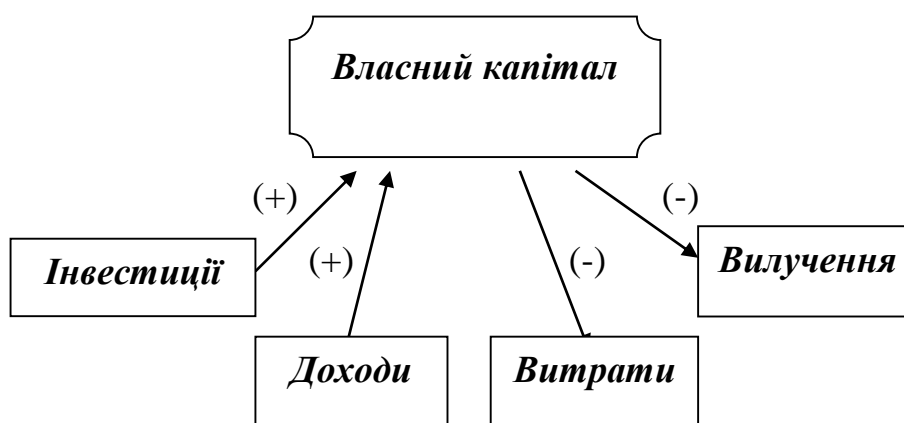 Власний капітал
(+)
(-)
Інвестиції
(+)
(-)
Вилучення
Доходи
Витрати